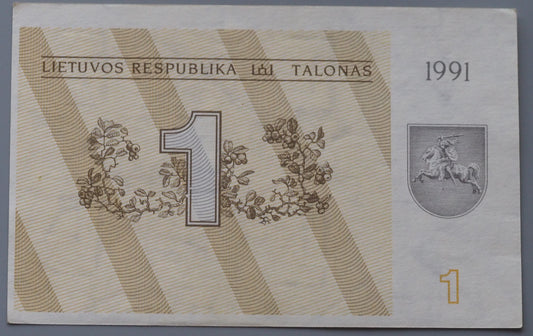 LIETUVOS RESPUBLIKA TALONAS
1991
1
1